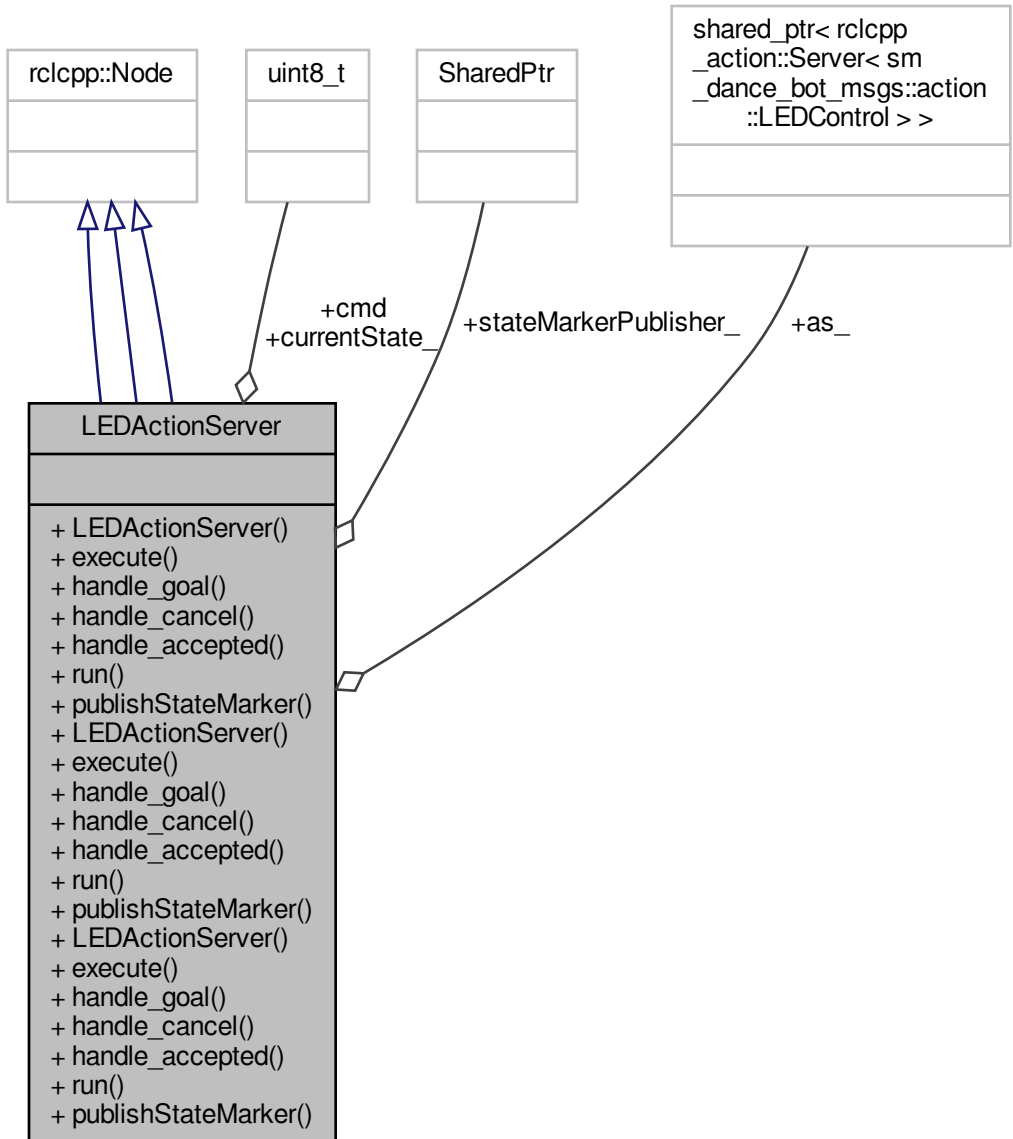 rclcpp::Node
uint8_t
SharedPtr
shared_ptr< rclcpp
_action::Server< sm
_dance_bot_msgs::action
::LEDControl > >
+cmd
+currentState_
+stateMarkerPublisher_
+as_
LEDActionServer
+ LEDActionServer()
+ execute()
+ handle_goal()
+ handle_cancel()
+ handle_accepted()
+ run()
+ publishStateMarker()
+ LEDActionServer()
+ execute()
+ handle_goal()
+ handle_cancel()
+ handle_accepted()
+ run()
+ publishStateMarker()
+ LEDActionServer()
+ execute()
+ handle_goal()
+ handle_cancel()
+ handle_accepted()
+ run()
+ publishStateMarker()